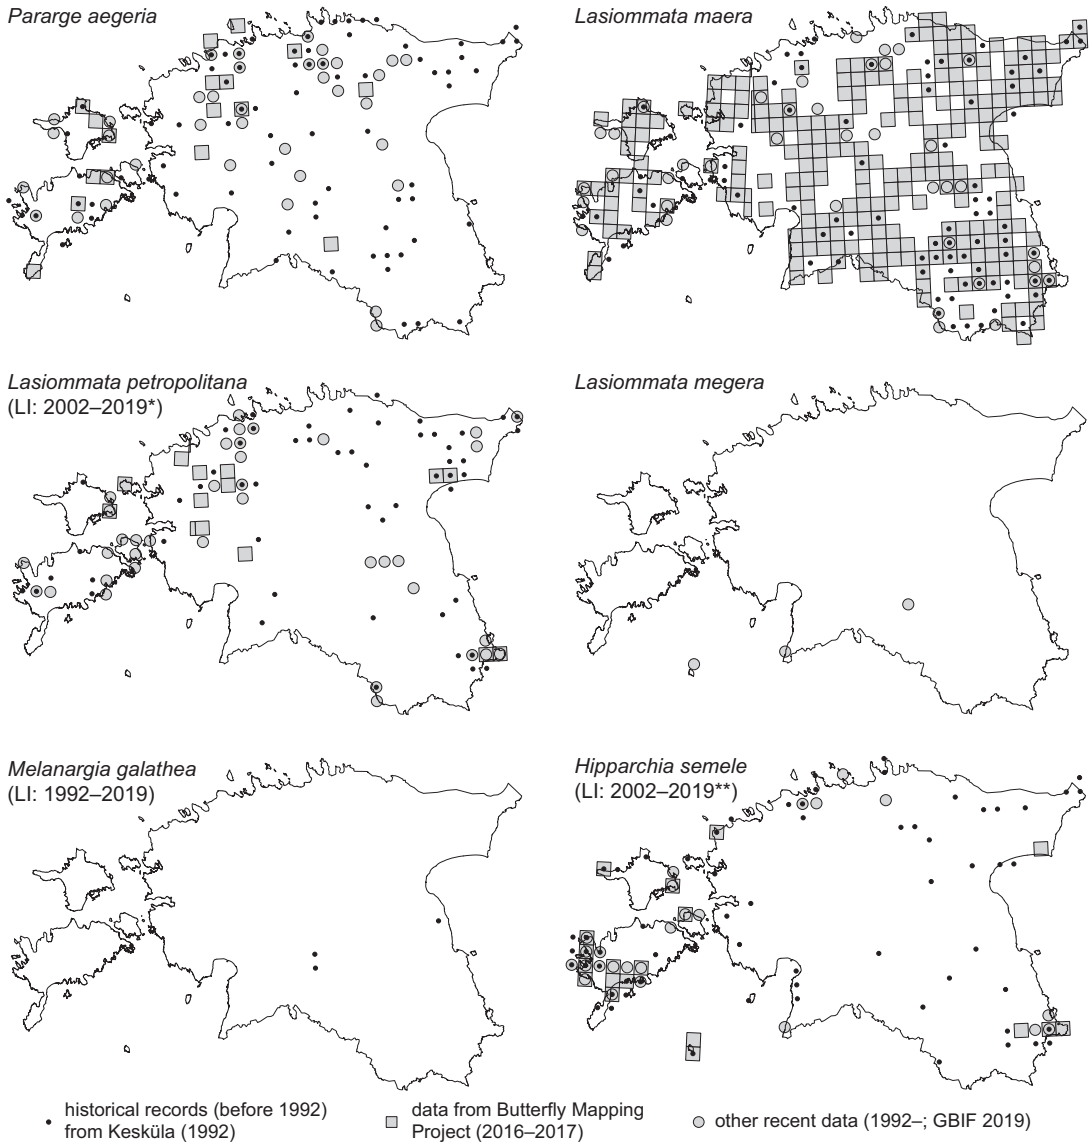 Pararge aegeria
Lasiommata maera
Lasiommata petropolitana
(LI: 2002–2019*)
Lasiommata megera
Melanargia galathea
(LI: 1992–2019)
Hipparchia semele
(LI: 2002–2019**)
historical records (before 1992)
from Kesküla (1992)
data from Butterfly Mapping
Project (2016–2017)
other recent data (1992–; GBIF 2019)